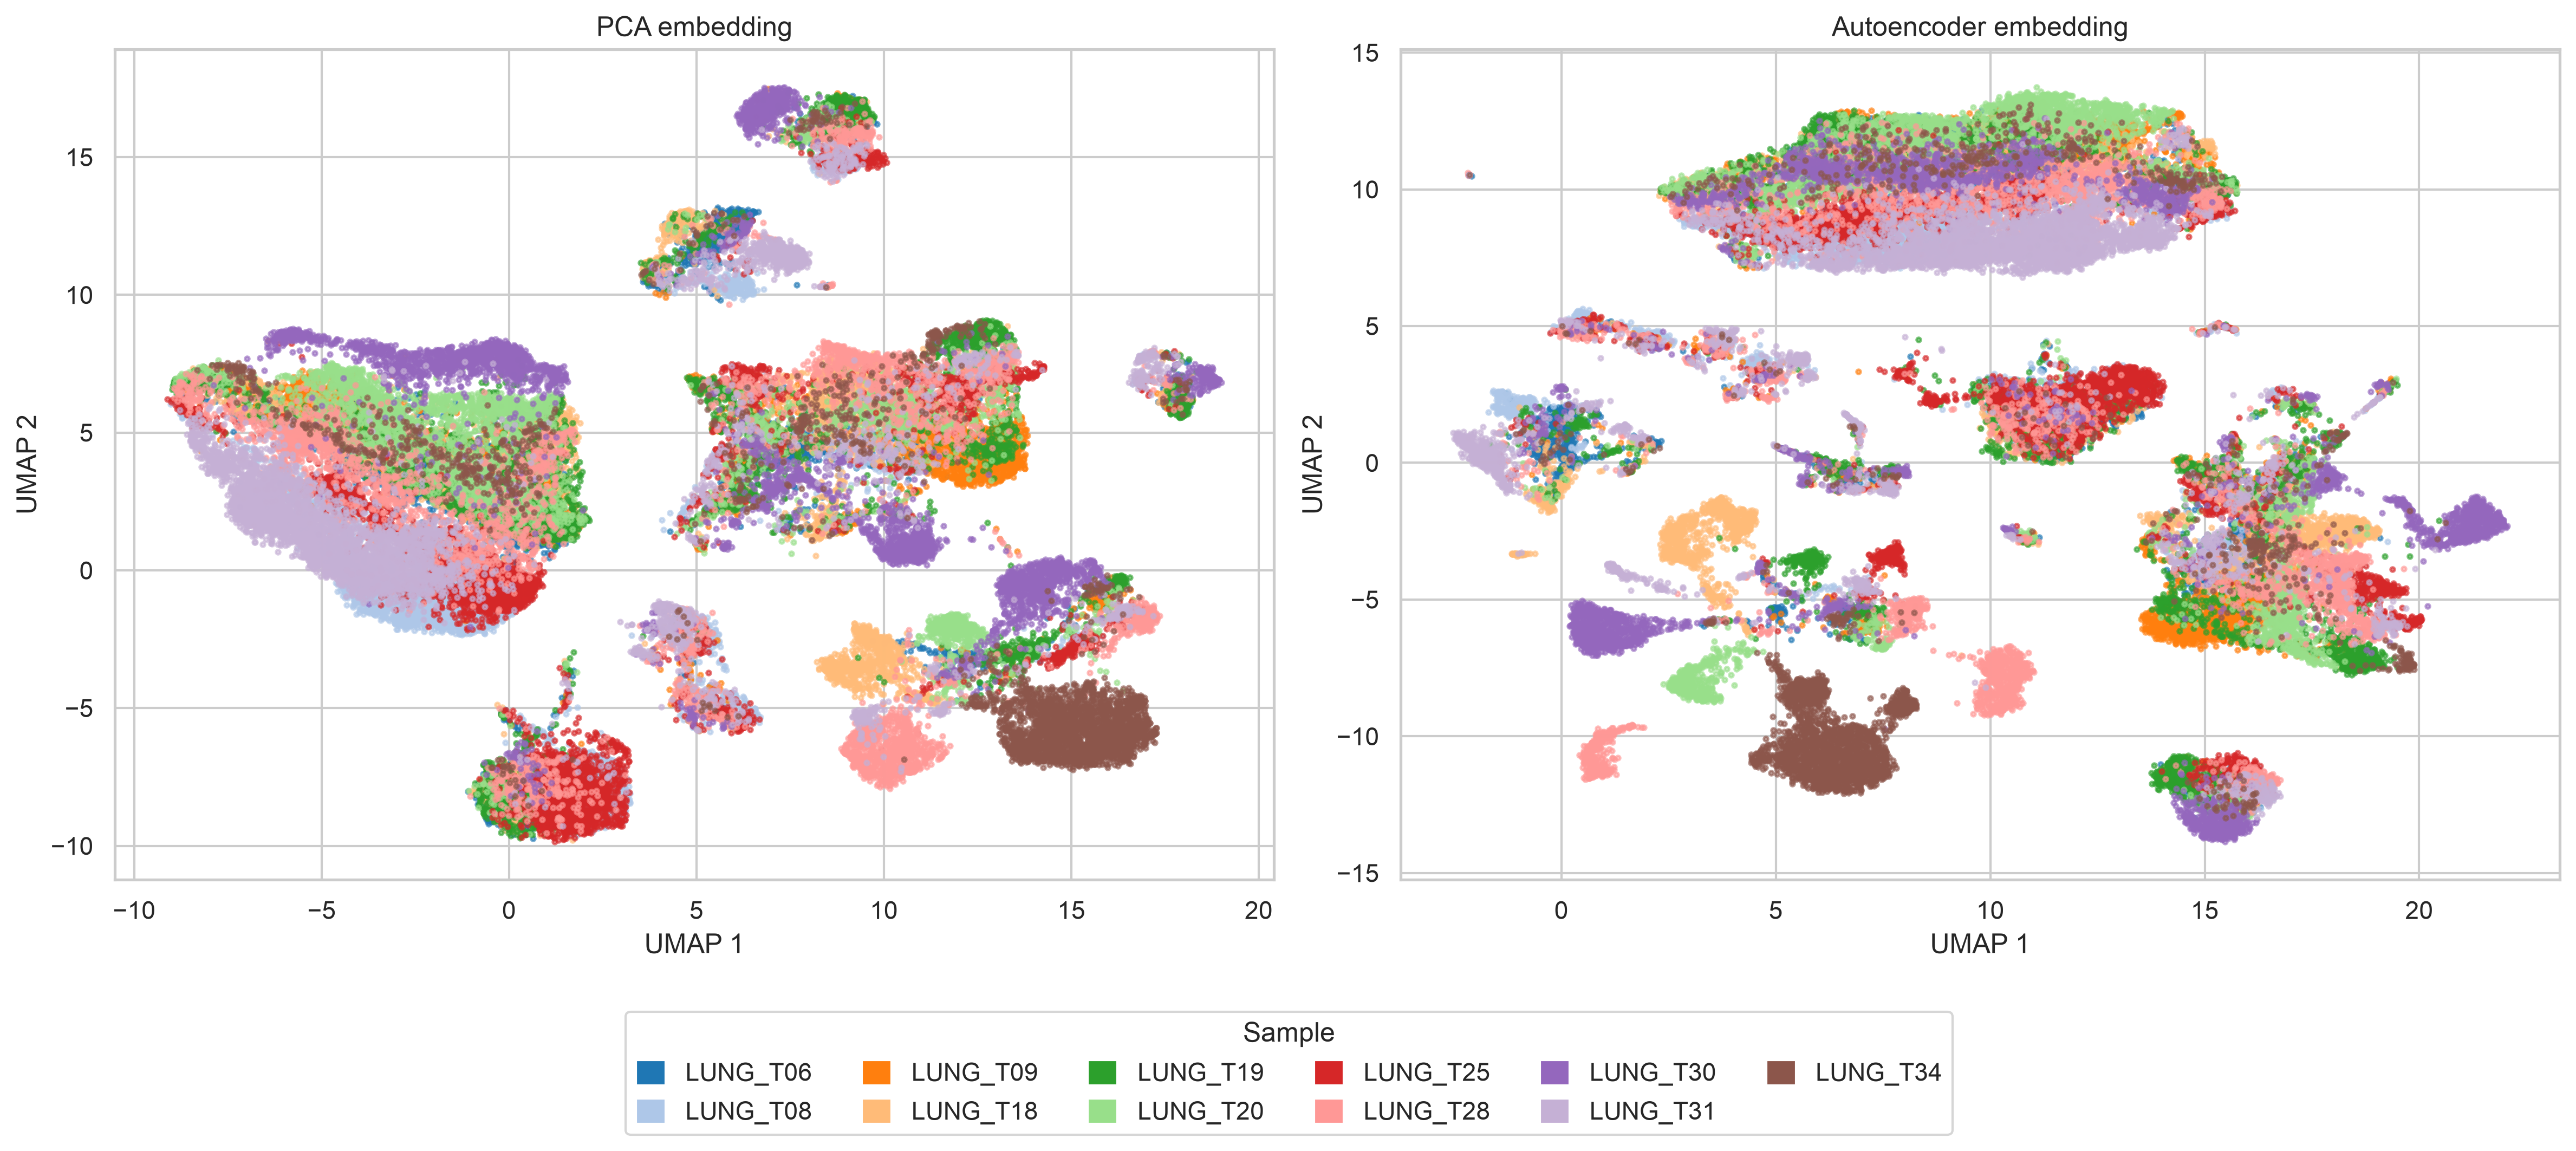 PCA embedding
UMAP 2
15
10
5
0
−5
−10
−10 −5 0 5 10 15 20
UMAP 1
Autoencoder embedding
UMAP 2
15
10
5
0
−5
−10
−15
0 5 10 15 20
UMAP 1
Sample
LUNG_T06 LUNG_T09 LUNG_T19 LUNG_T25 LUNG_T30 LUNG_T34
LUNG_T08 LUNG_T18 LUNG_T20 LUNG_T28 LUNG_T31